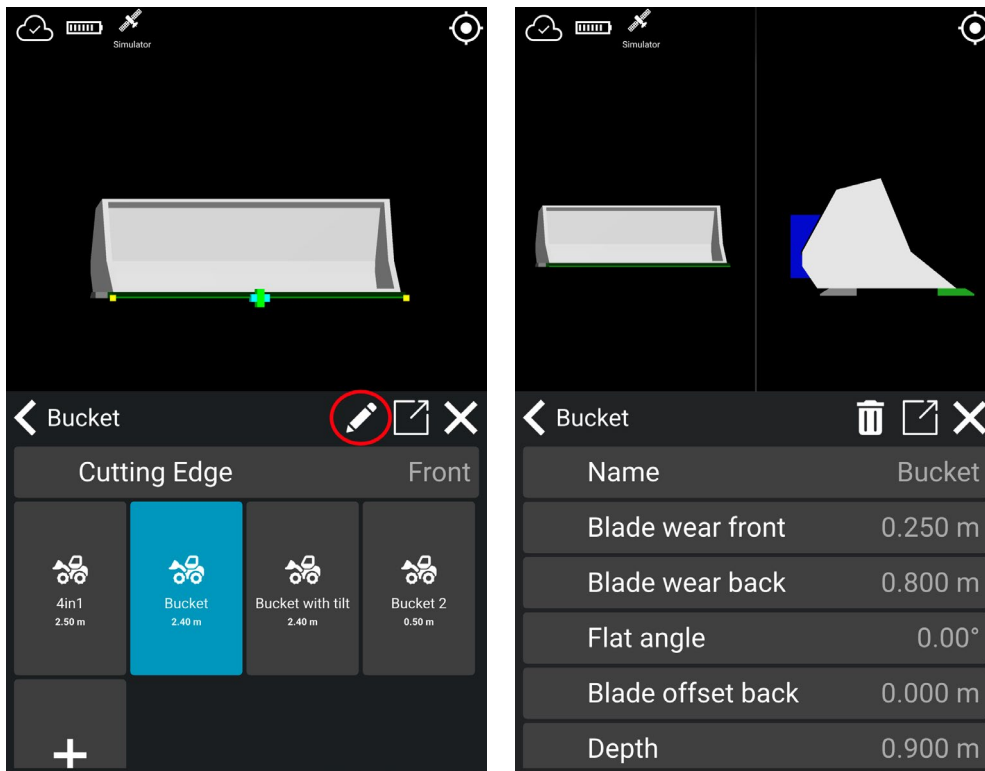 Simulator
Bucket
Cutting Edge Front
4in1
2.50 m
Bucket
2.40 m
Bucket with tilt
2.40 m
Bucket 2
0.50 m
+
Simulator
Bucket
Name Bucket
Blade wear front 0.250 m
Blade wear back 0.800 m
Flat angle 0.00°
Blade offset back 0.000 m
Depth 0.900 m